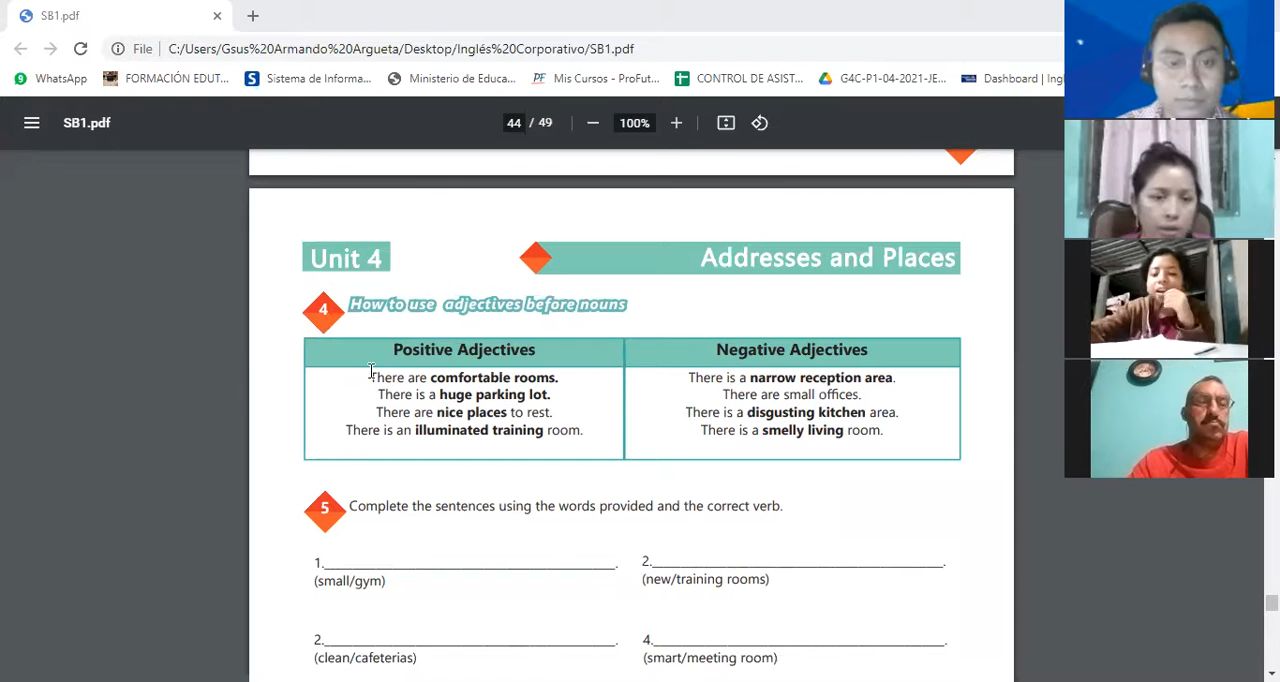 SB1.pdf
File C:/Users/Gsus%20Armando%20Argueta/Desktop/Inglés%20Corporativo/SB1.pdf
WhatsApp FORMACIÓN EDUT... Sistema de Informa... Ministerio de Educa... Mis Cursos - ProFut... CONTROL DE ASIST... G4C-P1-04-2021-JE... Dashboard | Ingl
SB1.pdf 44 / 49 100%
Unit 4 Addresses and Places
4 How to use adjectives before nouns
Positive Adjectives
There are comfortable rooms.
There is a huge parking lot.
There are nice places to rest.
There is an illuminated training room.
Negative Adjectives
There is a narrow reception area.
There are small offices.
There is a disgusting kitchen area.
There is a smelly living room.
5 Complete the sentences using the words provided and the correct verb.
1.______________________________________.
(small/gym)
2.______________________________________.
(new/training rooms)
2.______________________________________.
(clean/cafeterias)
4.______________________________________.
(smart/meeting room)